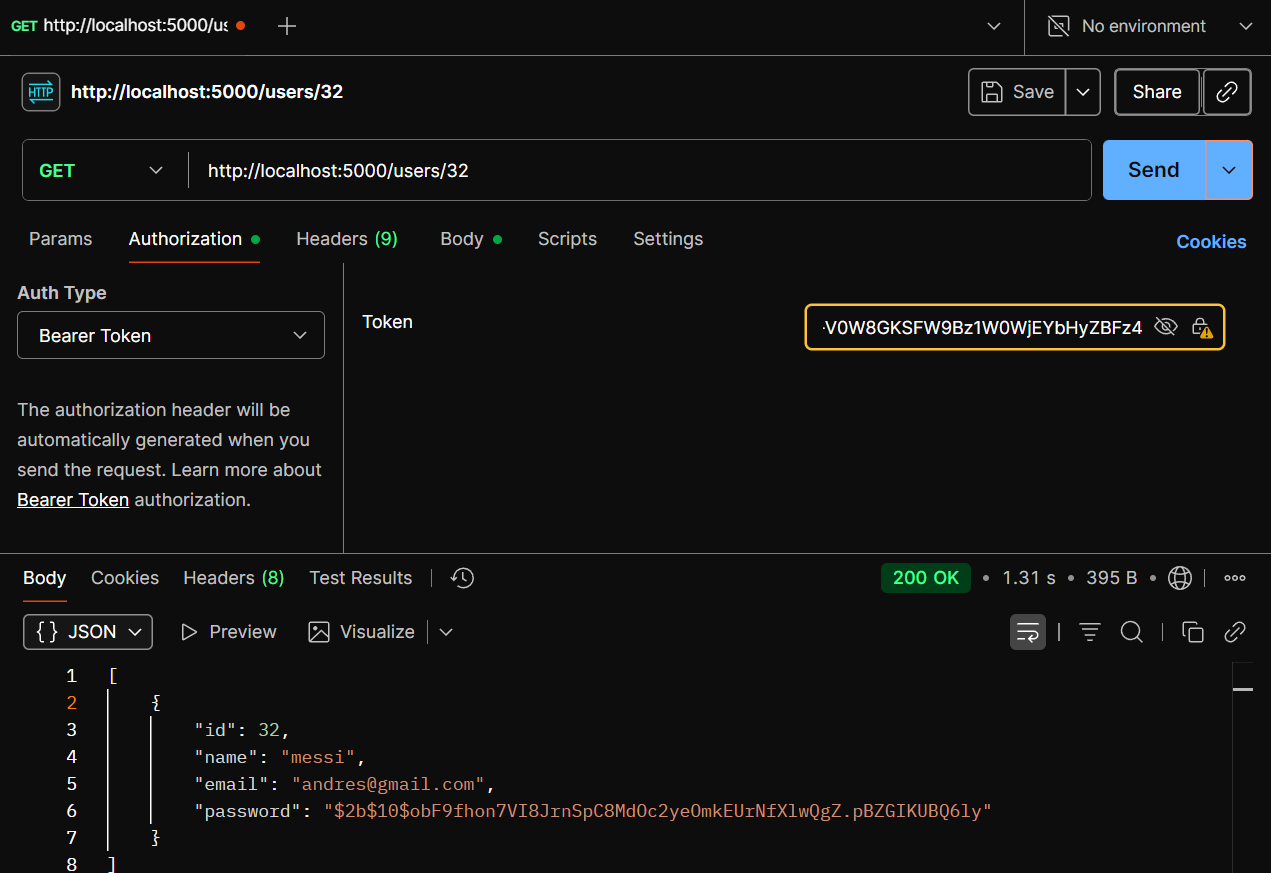 GET http://localhost:5000/us
No environment
HTTP http://localhost:5000/users/32
Save
Share
GET http://localhost:5000/users/32
Send
Params Authorization Headers (9) Body Scripts Settings
Cookies
Auth Type
Bearer Token
Token
V0W8GKSFW9Bz1W0WjEYbHyZBFz4
The authorization header will be
automatically generated when you
send the request. Learn more about
Bearer Token authorization.
Body Cookies Headers (8) Test Results
200 OK • 1.31 s • 395 B •
{} JSON Preview Visualize
1 [
2 {
3 "id": 32,
4 "name": "messi",
5 "email": "andres@gmail.com",
6 "password": "$2b$10$obF9fhon7VI8JrnSpC8MdOc2yeOmkEUrNfXlwQgZ.pBZGIKUBQ6ly"
7 }
8 ]